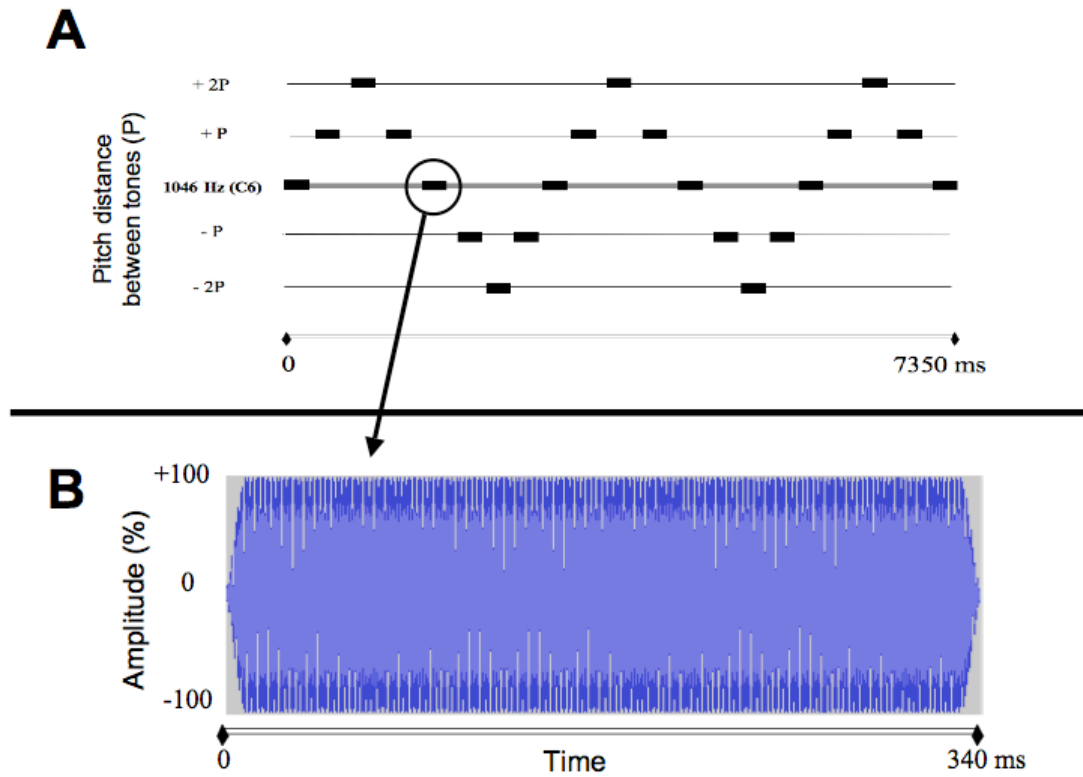 A
Pitch distance
between tones (P)
+ 2P
+ P
1046 Hz (C6)
- P
- 2P
0
7350 ms
B
Amplitude (%)
+100
0
-100
0
Time
340 ms